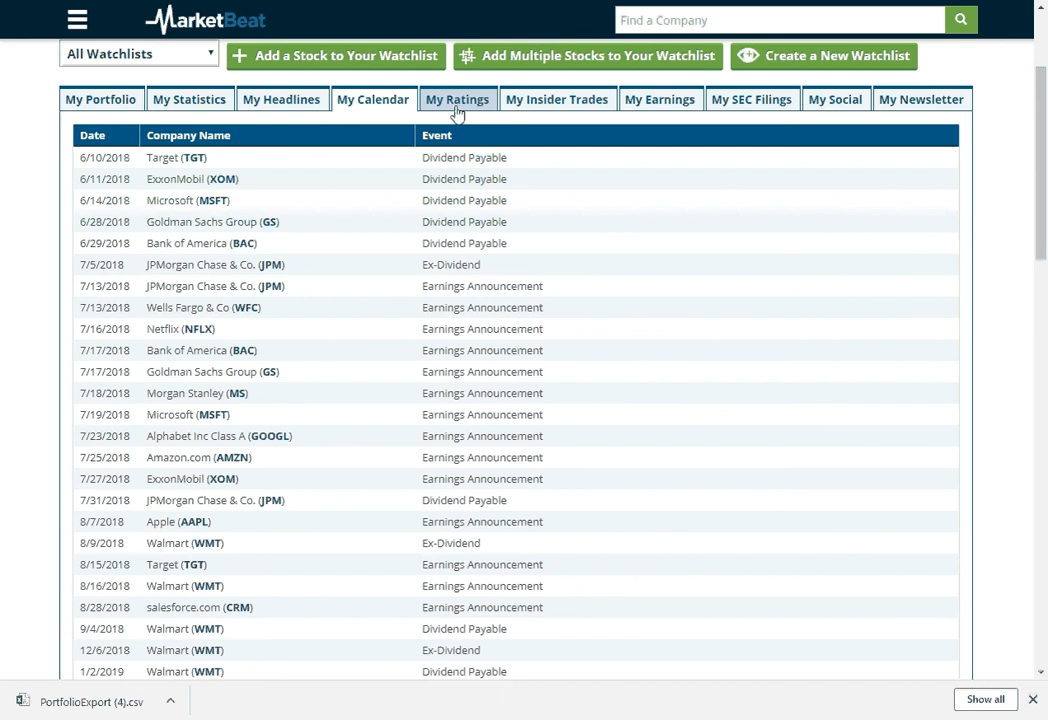 MarketBeat
Find a Company
All Watchlists
Add a Stock to Your Watchlist
Add Multiple Stocks to Your Watchlist
Create a New Watchlist
My Portfolio My Statistics My Headlines My Calendar My Ratings My Insider Trades My Earnings My SEC Filings My Social My Newsletter
Date Company Name Event
6/10/2018 Target (TGT) Dividend Payable
6/11/2018 ExxonMobil (XOM) Dividend Payable
6/14/2018 Microsoft (MSFT) Dividend Payable
6/28/2018 Goldman Sachs Group (GS) Dividend Payable
6/29/2018 Bank of America (BAC) Dividend Payable
7/5/2018 JPMorgan Chase & Co. (JPM) Ex-Dividend
7/13/2018 JPMorgan Chase & Co. (JPM) Earnings Announcement
7/13/2018 Wells Fargo & Co (WFC) Earnings Announcement
7/16/2018 Netflix (NFLX) Earnings Announcement
7/17/2018 Bank of America (BAC) Earnings Announcement
7/17/2018 Goldman Sachs Group (GS) Earnings Announcement
7/18/2018 Morgan Stanley (MS) Earnings Announcement
7/19/2018 Microsoft (MSFT) Earnings Announcement
7/23/2018 Alphabet Inc Class A (GOOGL) Earnings Announcement
7/25/2018 Amazon.com (AMZN) Earnings Announcement
7/27/2018 ExxonMobil (XOM) Earnings Announcement
7/31/2018 JPMorgan Chase & Co. (JPM) Dividend Payable
8/7/2018 Apple (AAPL) Earnings Announcement
8/9/2018 Walmart (WMT) Ex-Dividend
8/15/2018 Target (TGT) Earnings Announcement
8/16/2018 Walmart (WMT) Earnings Announcement
8/28/2018 salesforce.com (CRM) Earnings Announcement
9/4/2018 Walmart (WMT) Dividend Payable
12/6/2018 Walmart (WMT) Ex-Dividend
1/2/2019 Walmart (WMT) Dividend Payable
PortfolioExport (4).csv
Show all